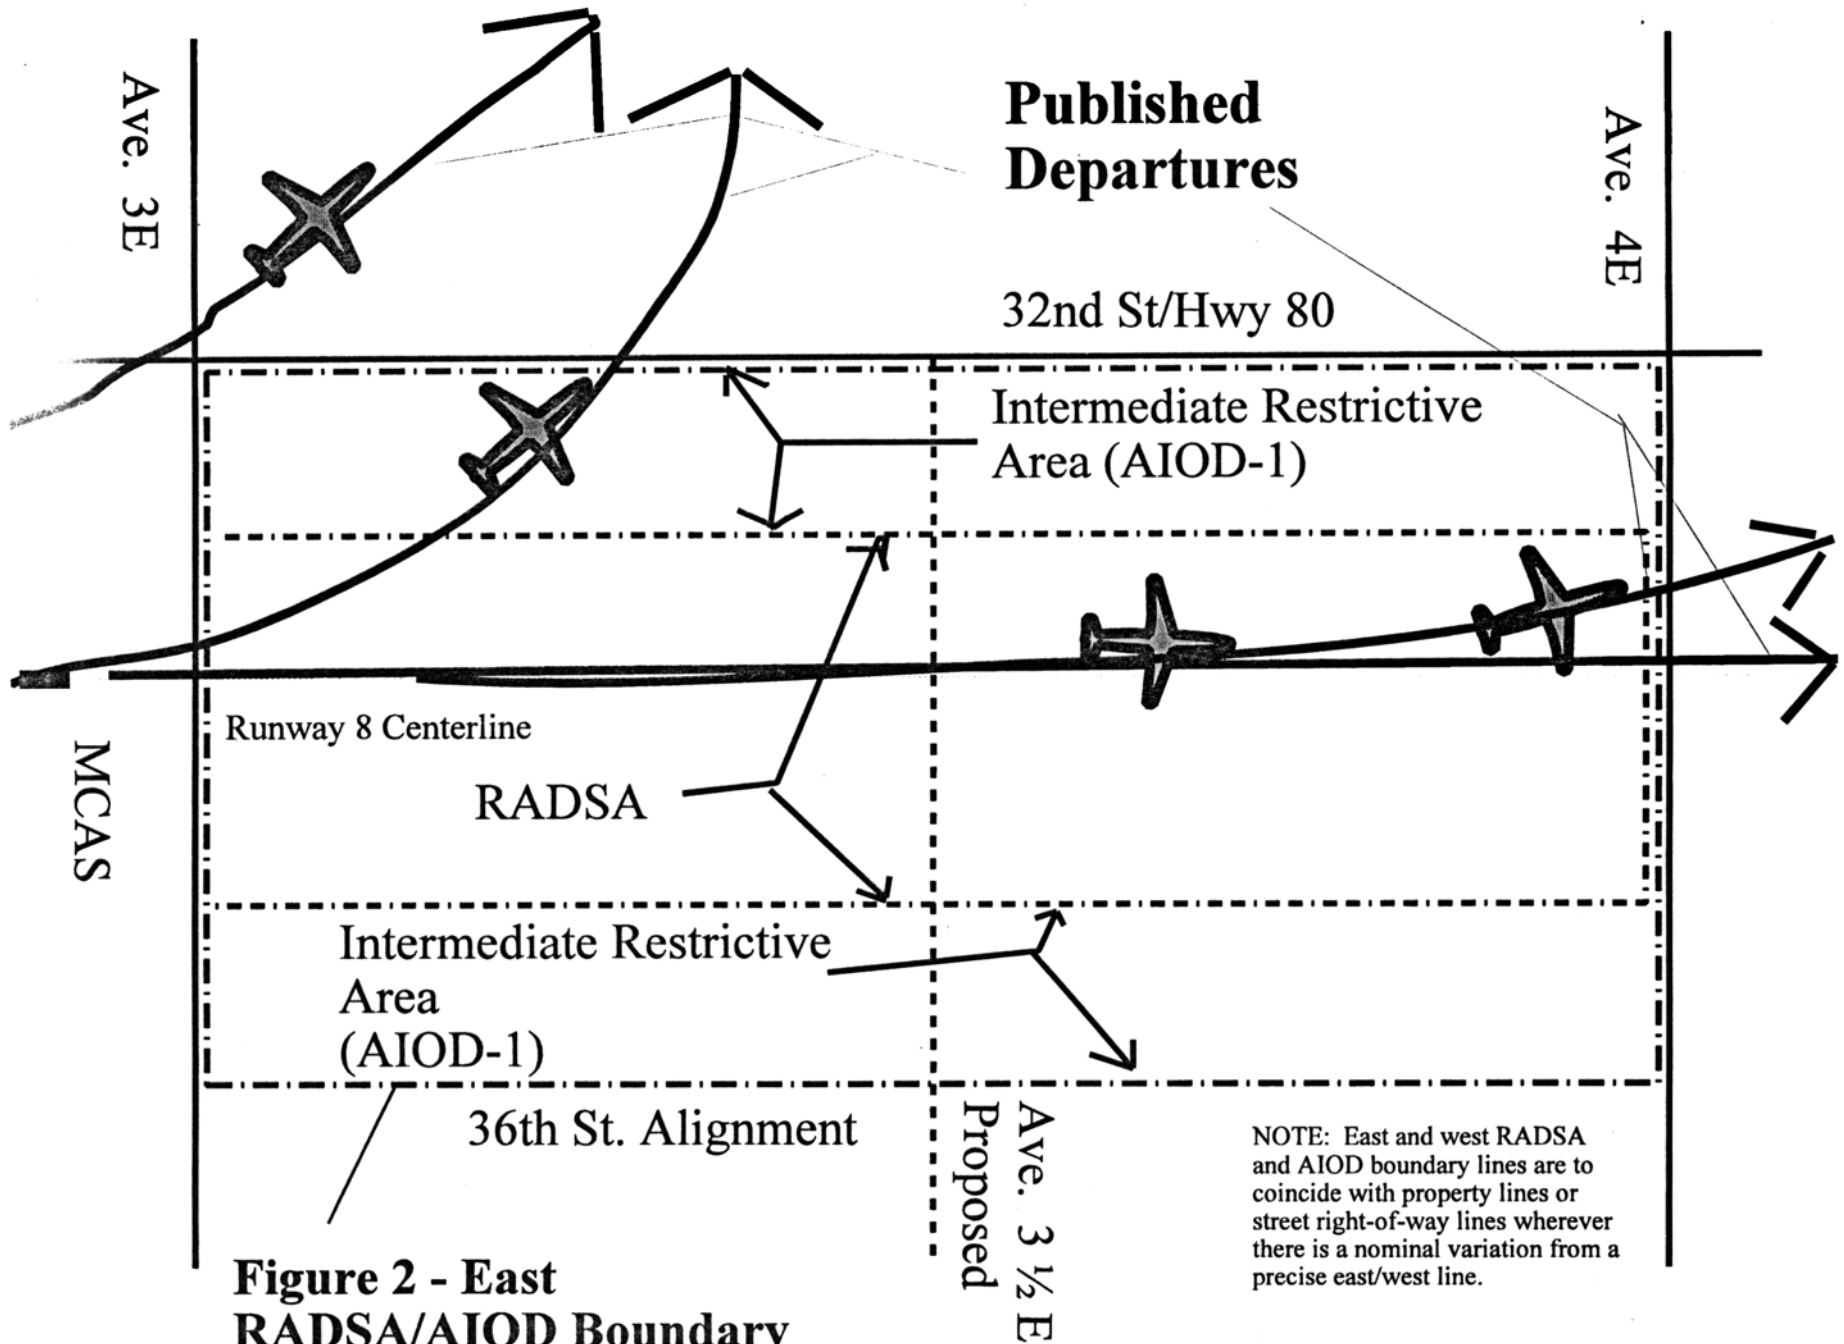 Ave. 3E
Published
Departures
Ave. 4E
32nd St/Hwy 80
Intermediate Restrictive
Area (AIOD-1)
Runway 8 Centerline
MCAS
RADSA
Intermediate Restrictive
Area
(AIOD-1)
36th St. Alignment
Ave. 3 ½ E
Proposed
NOTE: East and west RADSA
and AIOD boundary lines are to
coincide with property lines or
street right-of-way lines wherever
there is a nominal variation from a
precise east/west line.
Figure 2 - East
RADSA/AIOD Boundary